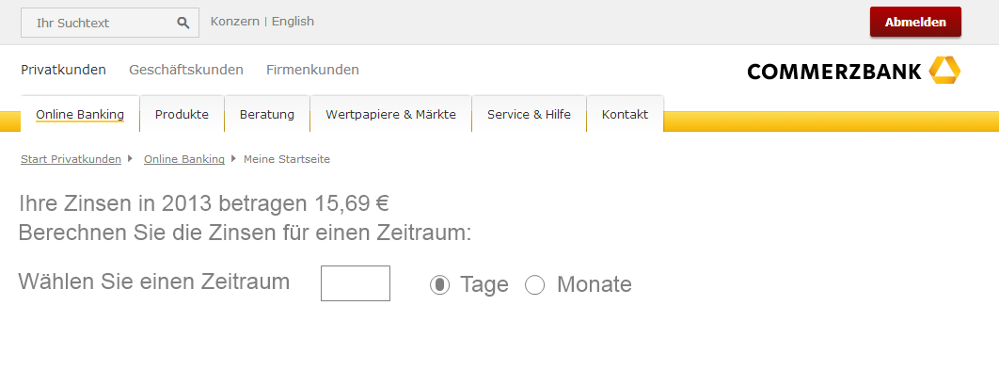 Ihr Suchtext
Konzern | English
Abmelden
Privatkunden Geschäftskunden Firmenkunden
COMMERZBANK
Online Banking Produkte Beratung Wertpapiere & Märkte Service & Hilfe Kontakt
Start Privatkunden Online Banking Meine Startseite
Ihre Zinsen in 2013 betragen 15,69 €
Berechnen Sie die Zinsen für einen Zeitraum:
Wählen Sie einen Zeitraum Tage Monate